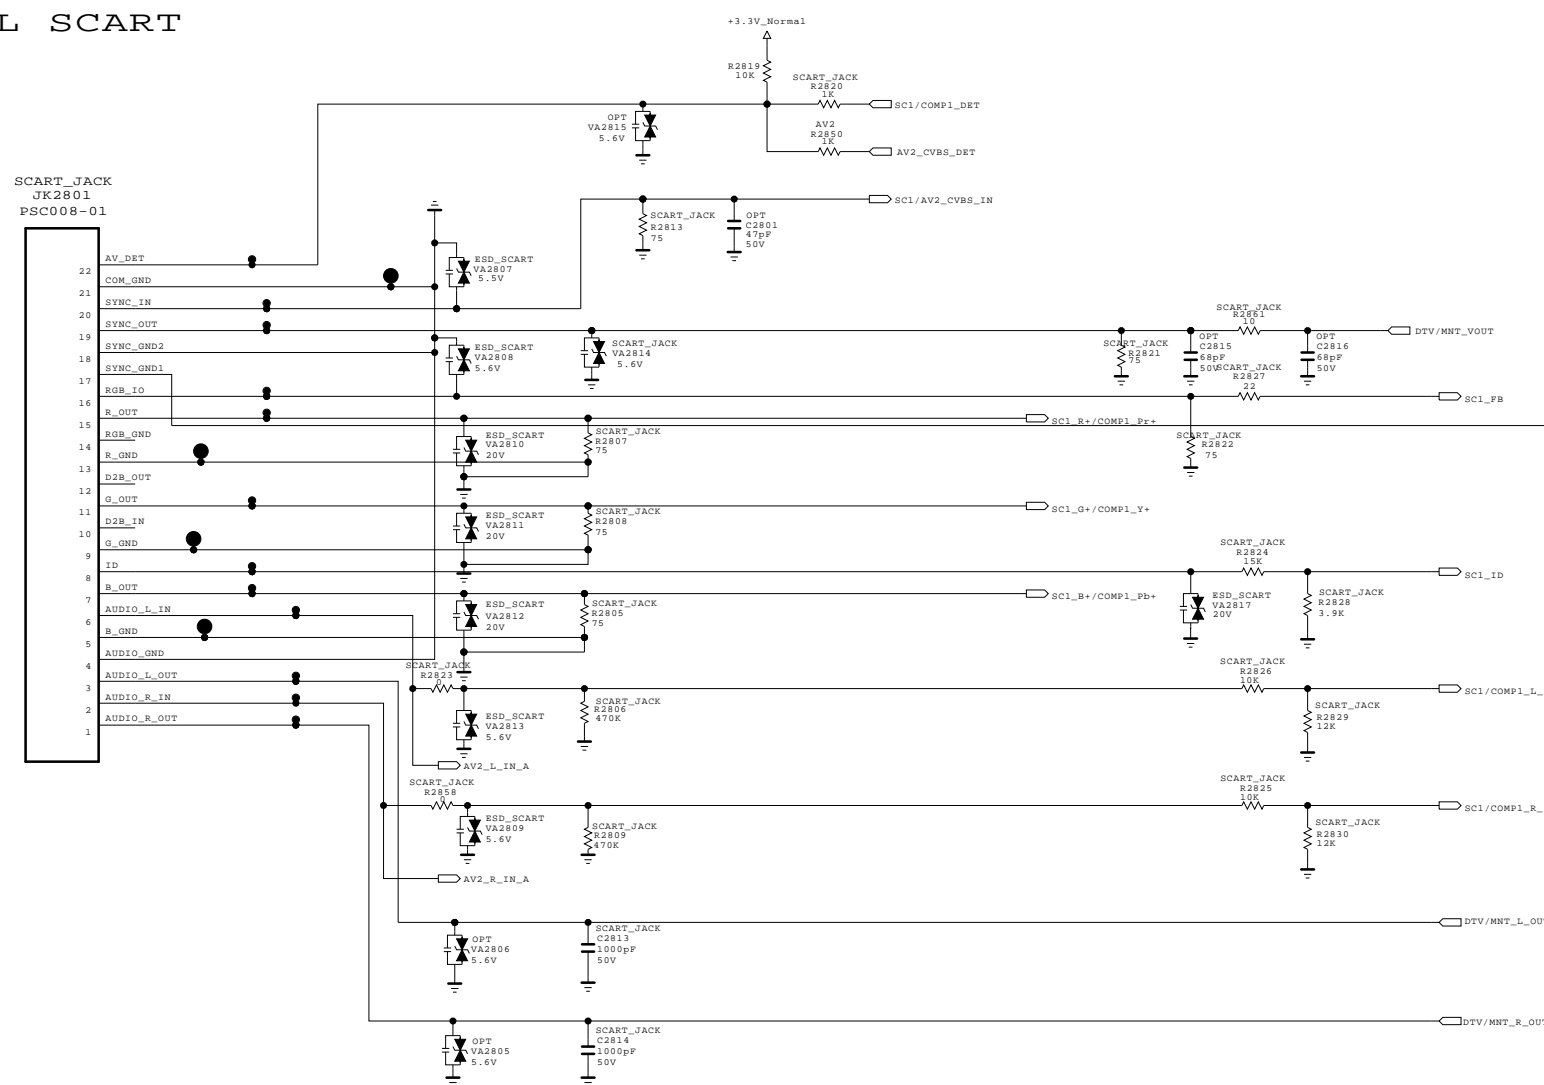 L SCART
+3.3V_Normal
R2819
10K
SCART_JACK
R2820
1K
SC1/COMP1_DET
OPT
VA2815
5.6V
AV2
R2850
1K
AV2_CVBS_DET
SCART_JACK
JK2801
PSC008-01
SC1/AV2_CVBS_IN
SCART_JACK
R2813
75
OPT
C2801
47pF
50V
AV_DET
22
COM_GND
21
SYNC_IN
20
SYNC_OUT
19
SYNC_GND2
18
SYNC_GND1
17
RGB_IO
16
R_OUT
15
RGB_GND
14
R_GND
13
D2B_OUT
12
G_OUT
11
D2B_IN
10
G_GND
9
ID
8
B_OUT
7
AUDIO_L_IN
6
B_GND
5
AUDIO_GND
4
AUDIO_L_OUT
3
AUDIO_R_IN
2
AUDIO_R_OUT
1
ESD_SCART
VA2807
5.5V
ESD_SCART
VA2808
5.6V
SCART_JACK
VA2814
5.6V
SCART_JACK
R2821
75
OPT
C2815
68pF
50V
SCART_JACK
R2861
10
OPT
C2816
68pF
50V
DTV/MNT_VOUT
SCART_JACK
R2827
22
SC1_FB
SCART_JACK
R2822
75
ESD_SCART
VA2810
20V
SCART_JACK
R2807
75
SC1_R+/COMP1_Pr+
ESD_SCART
VA2811
20V
SCART_JACK
R2808
75
SC1_G+/COMP1_Y+
SCART_JACK
R2824
15K
SC1_ID
ESD_SCART
VA2817
20V
SCART_JACK
R2828
3.9K
ESD_SCART
VA2812
20V
SCART_JACK
R2805
75
SC1_B+/COMP1_Pb+
SCART_JACK
R2823
0
ESD_SCART
VA2813
5.6V
SCART_JACK
R2806
470K
SCART_JACK
R2826
10K
SC1/COMP1_L_
SCART_JACK
R2829
12K
AV2_L_IN_A
SCART_JACK
R2858
0
ESD_SCART
VA2809
5.6V
SCART_JACK
R2809
470K
SCART_JACK
R2825
10K
SC1/COMP1_R_
SCART_JACK
R2830
12K
AV2_R_IN_A
OPT
VA2806
5.6V
SCART_JACK
C2813
1000pF
50V
DTV/MNT_L_OU
OPT
VA2805
5.6V
SCART_JACK
C2814
1000pF
50V
DTV/MNT_R_OU